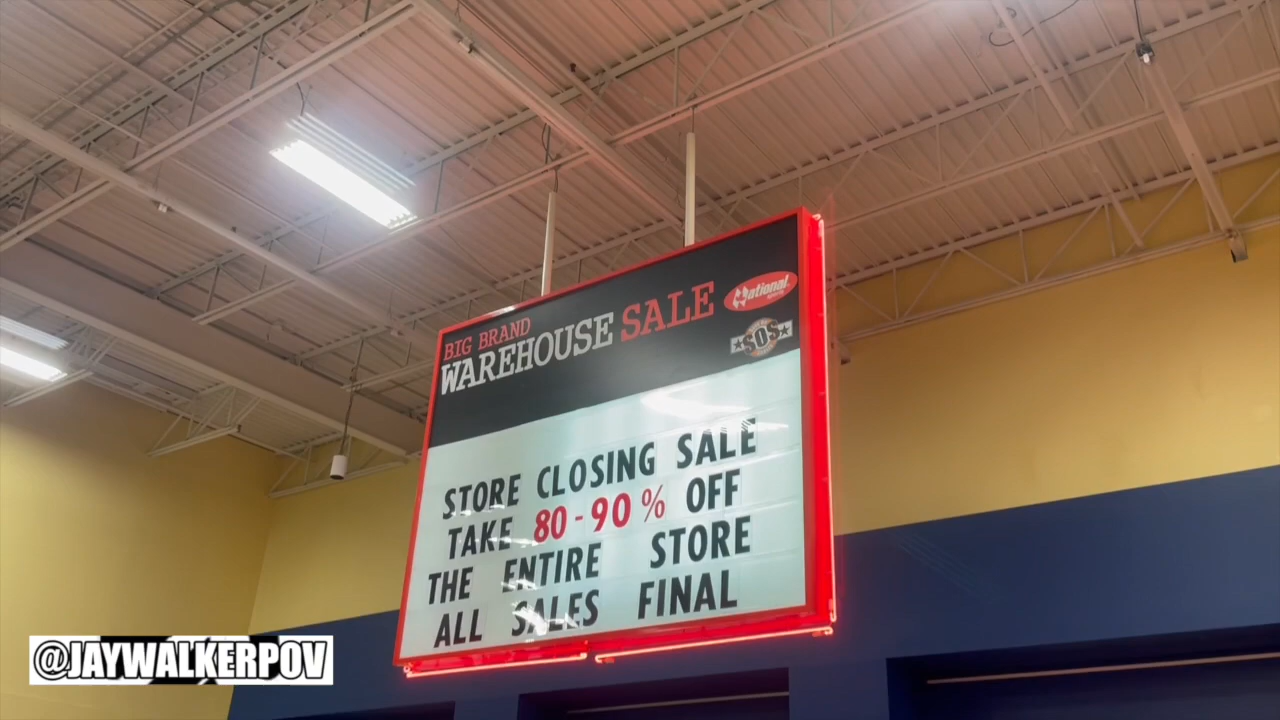 BIG BRAND
WAREHOUSE SALE
National
sports
SOS
STORE CLOSING SALE
TAKE 80-90% OFF
THE ENTIRE STORE
ALL SALES FINAL
@JAYWALKERPOV